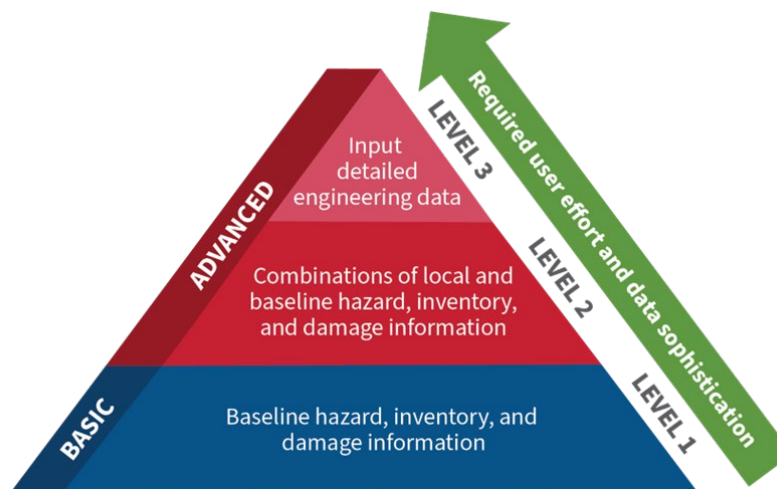 Input
detailed
engineering data
LEVEL 3
Combinations of local and
baseline hazard, inventory,
and damage information
LEVEL 2
ADVANCED
Baseline hazard, inventory, and
damage information
LEVEL 1
BASIC
Required user effort and data sophistication